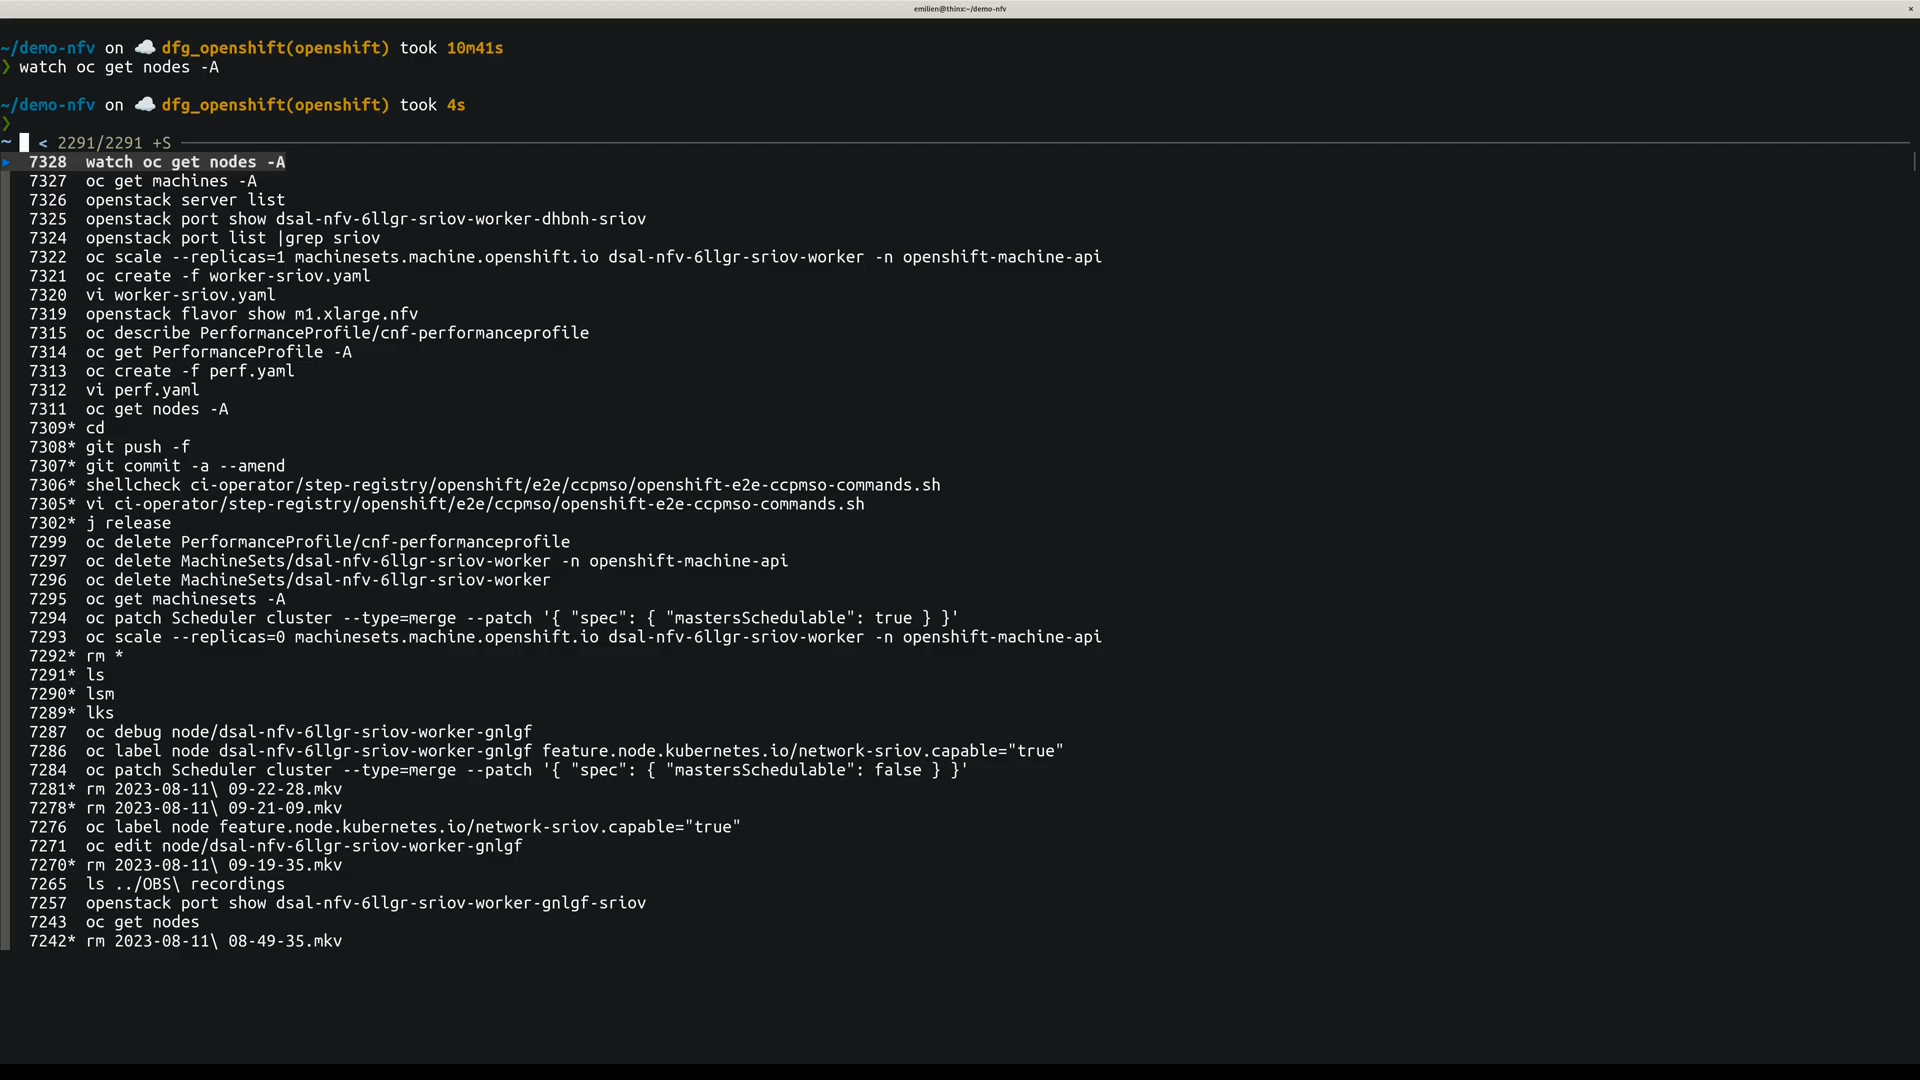 emilien@thinx:~/demo-nfv
~/demo-nfv on ☁️ dfg_openshift(openshift) took 10m41s
❯ watch oc get nodes -A
~/demo-nfv on ☁️ dfg_openshift(openshift) took 4s
❯
~ < 2291/2291 +S
7328 watch oc get nodes -A
7327 oc get machines -A
7326 openstack server list
7325 openstack port show dsal-nfv-6llgr-sriov-worker-dhbnh-sriov
7324 openstack port list |grep sriov
7322 oc scale --replicas=1 machinesets.machine.openshift.io dsal-nfv-6llgr-sriov-worker -n openshift-machine-api
7321 oc create -f worker-sriov.yaml
7320 vi worker-sriov.yaml
7319 openstack flavor show m1.xlarge.nfv
7315 oc describe PerformanceProfile/cnf-performanceprofile
7314 oc get PerformanceProfile -A
7313 oc create -f perf.yaml
7312 vi perf.yaml
7311 oc get nodes -A
7309* cd
7308* git push -f
7307* git commit -a --amend
7306* shellcheck ci-operator/step-registry/openshift/e2e/ccpmso/openshift-e2e-ccpmso-commands.sh
7305* vi ci-operator/step-registry/openshift/e2e/ccpmso/openshift-e2e-ccpmso-commands.sh
7302* j release
7299 oc delete PerformanceProfile/cnf-performanceprofile
7297 oc delete MachineSets/dsal-nfv-6llgr-sriov-worker -n openshift-machine-api
7296 oc delete MachineSets/dsal-nfv-6llgr-sriov-worker
7295 oc get machinesets -A
7294 oc patch Scheduler cluster --type=merge --patch '{ "spec": { "mastersSchedulable": true } }'
7293 oc scale --replicas=0 machinesets.machine.openshift.io dsal-nfv-6llgr-sriov-worker -n openshift-machine-api
7292* rm *
7291* ls
7290* lsm
7289* lks
7287 oc debug node/dsal-nfv-6llgr-sriov-worker-gnlgf
7286 oc label node dsal-nfv-6llgr-sriov-worker-gnlgf feature.node.kubernetes.io/network-sriov.capable="true"
7284 oc patch Scheduler cluster --type=merge --patch '{ "spec": { "mastersSchedulable": false } }'
7281* rm 2023-08-11\ 09-22-28.mkv
7278* rm 2023-08-11\ 09-21-09.mkv
7276 oc label node feature.node.kubernetes.io/network-sriov.capable="true"
7271 oc edit node/dsal-nfv-6llgr-sriov-worker-gnlgf
7270* rm 2023-08-11\ 09-19-35.mkv
7265 ls ../OBS\ recordings
7257 openstack port show dsal-nfv-6llgr-sriov-worker-gnlgf-sriov
7243 oc get nodes
7242* rm 2023-08-11\ 08-49-35.mkv